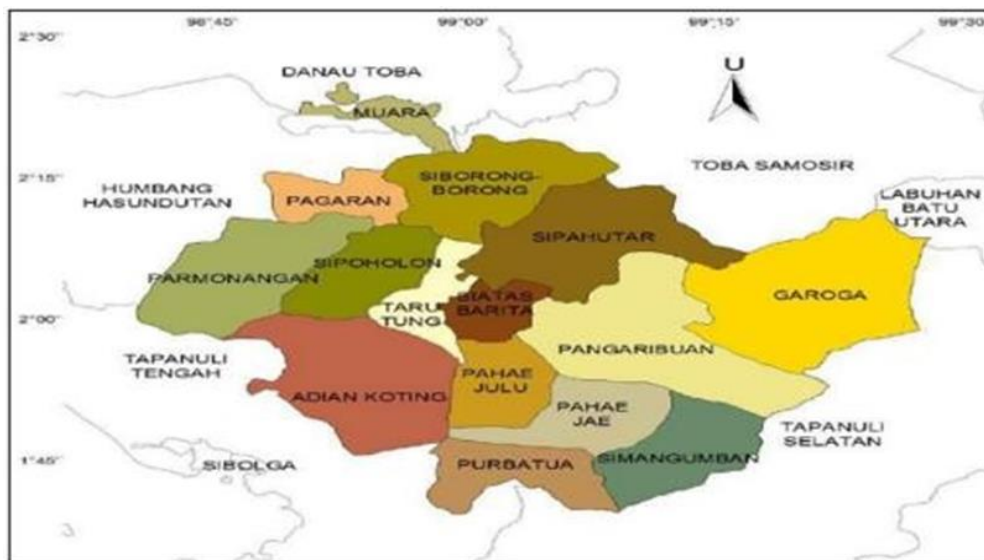 98°45'
99°00'
99°15'
99°30
2°30'
DANAU TOBA
U
MUARA
TOBA SAMOSIR
2°15'
HUMBANG
HASUNDUTAN
SIBORONG-
BORONG
LABUHAN
BATU
UTARA
PAGARAN
SIPAHUTAR
PARMONANGAN
SIPOHOLON
GAROGA
TARU
TUNG
SIATAS
BARITA
2°00'
PANGARIBUAN
TAPANULI
TENGAH
PAHAE
JULU
ADIAN KOTING
PAHAE
JAE
TAPANULI
SELATAN
1°45'
SIBOLGA
PURBATUA
SIMANGUMBAN